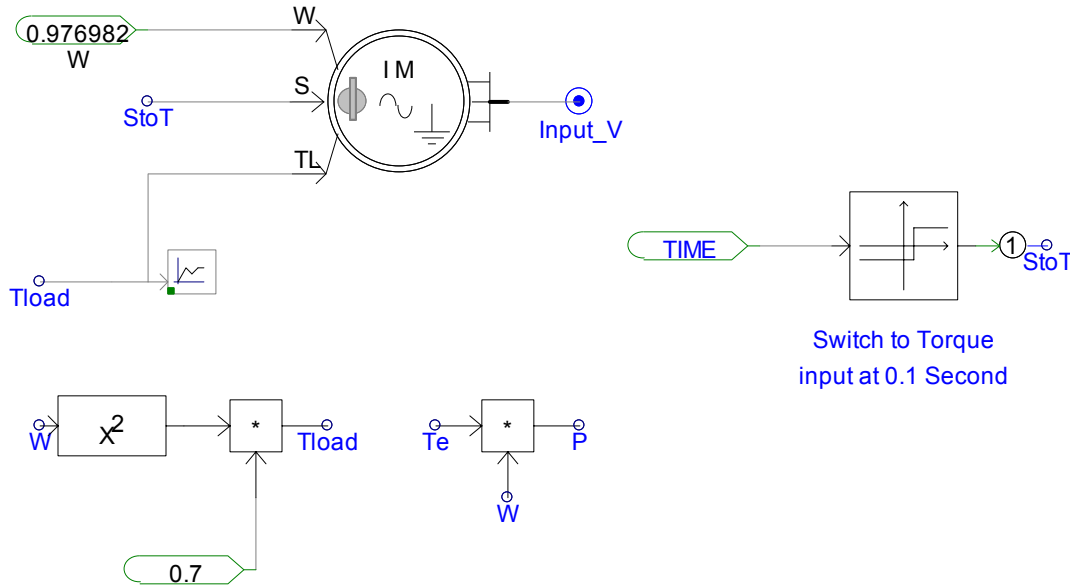 0.976982
W
W
S
StoT
TL
IM
Input_V
Tload
TIME
1
StoT
Switch to Torque
input at 0.1 Second
W
X2
*
Tload
0.7
Te
*
P
W